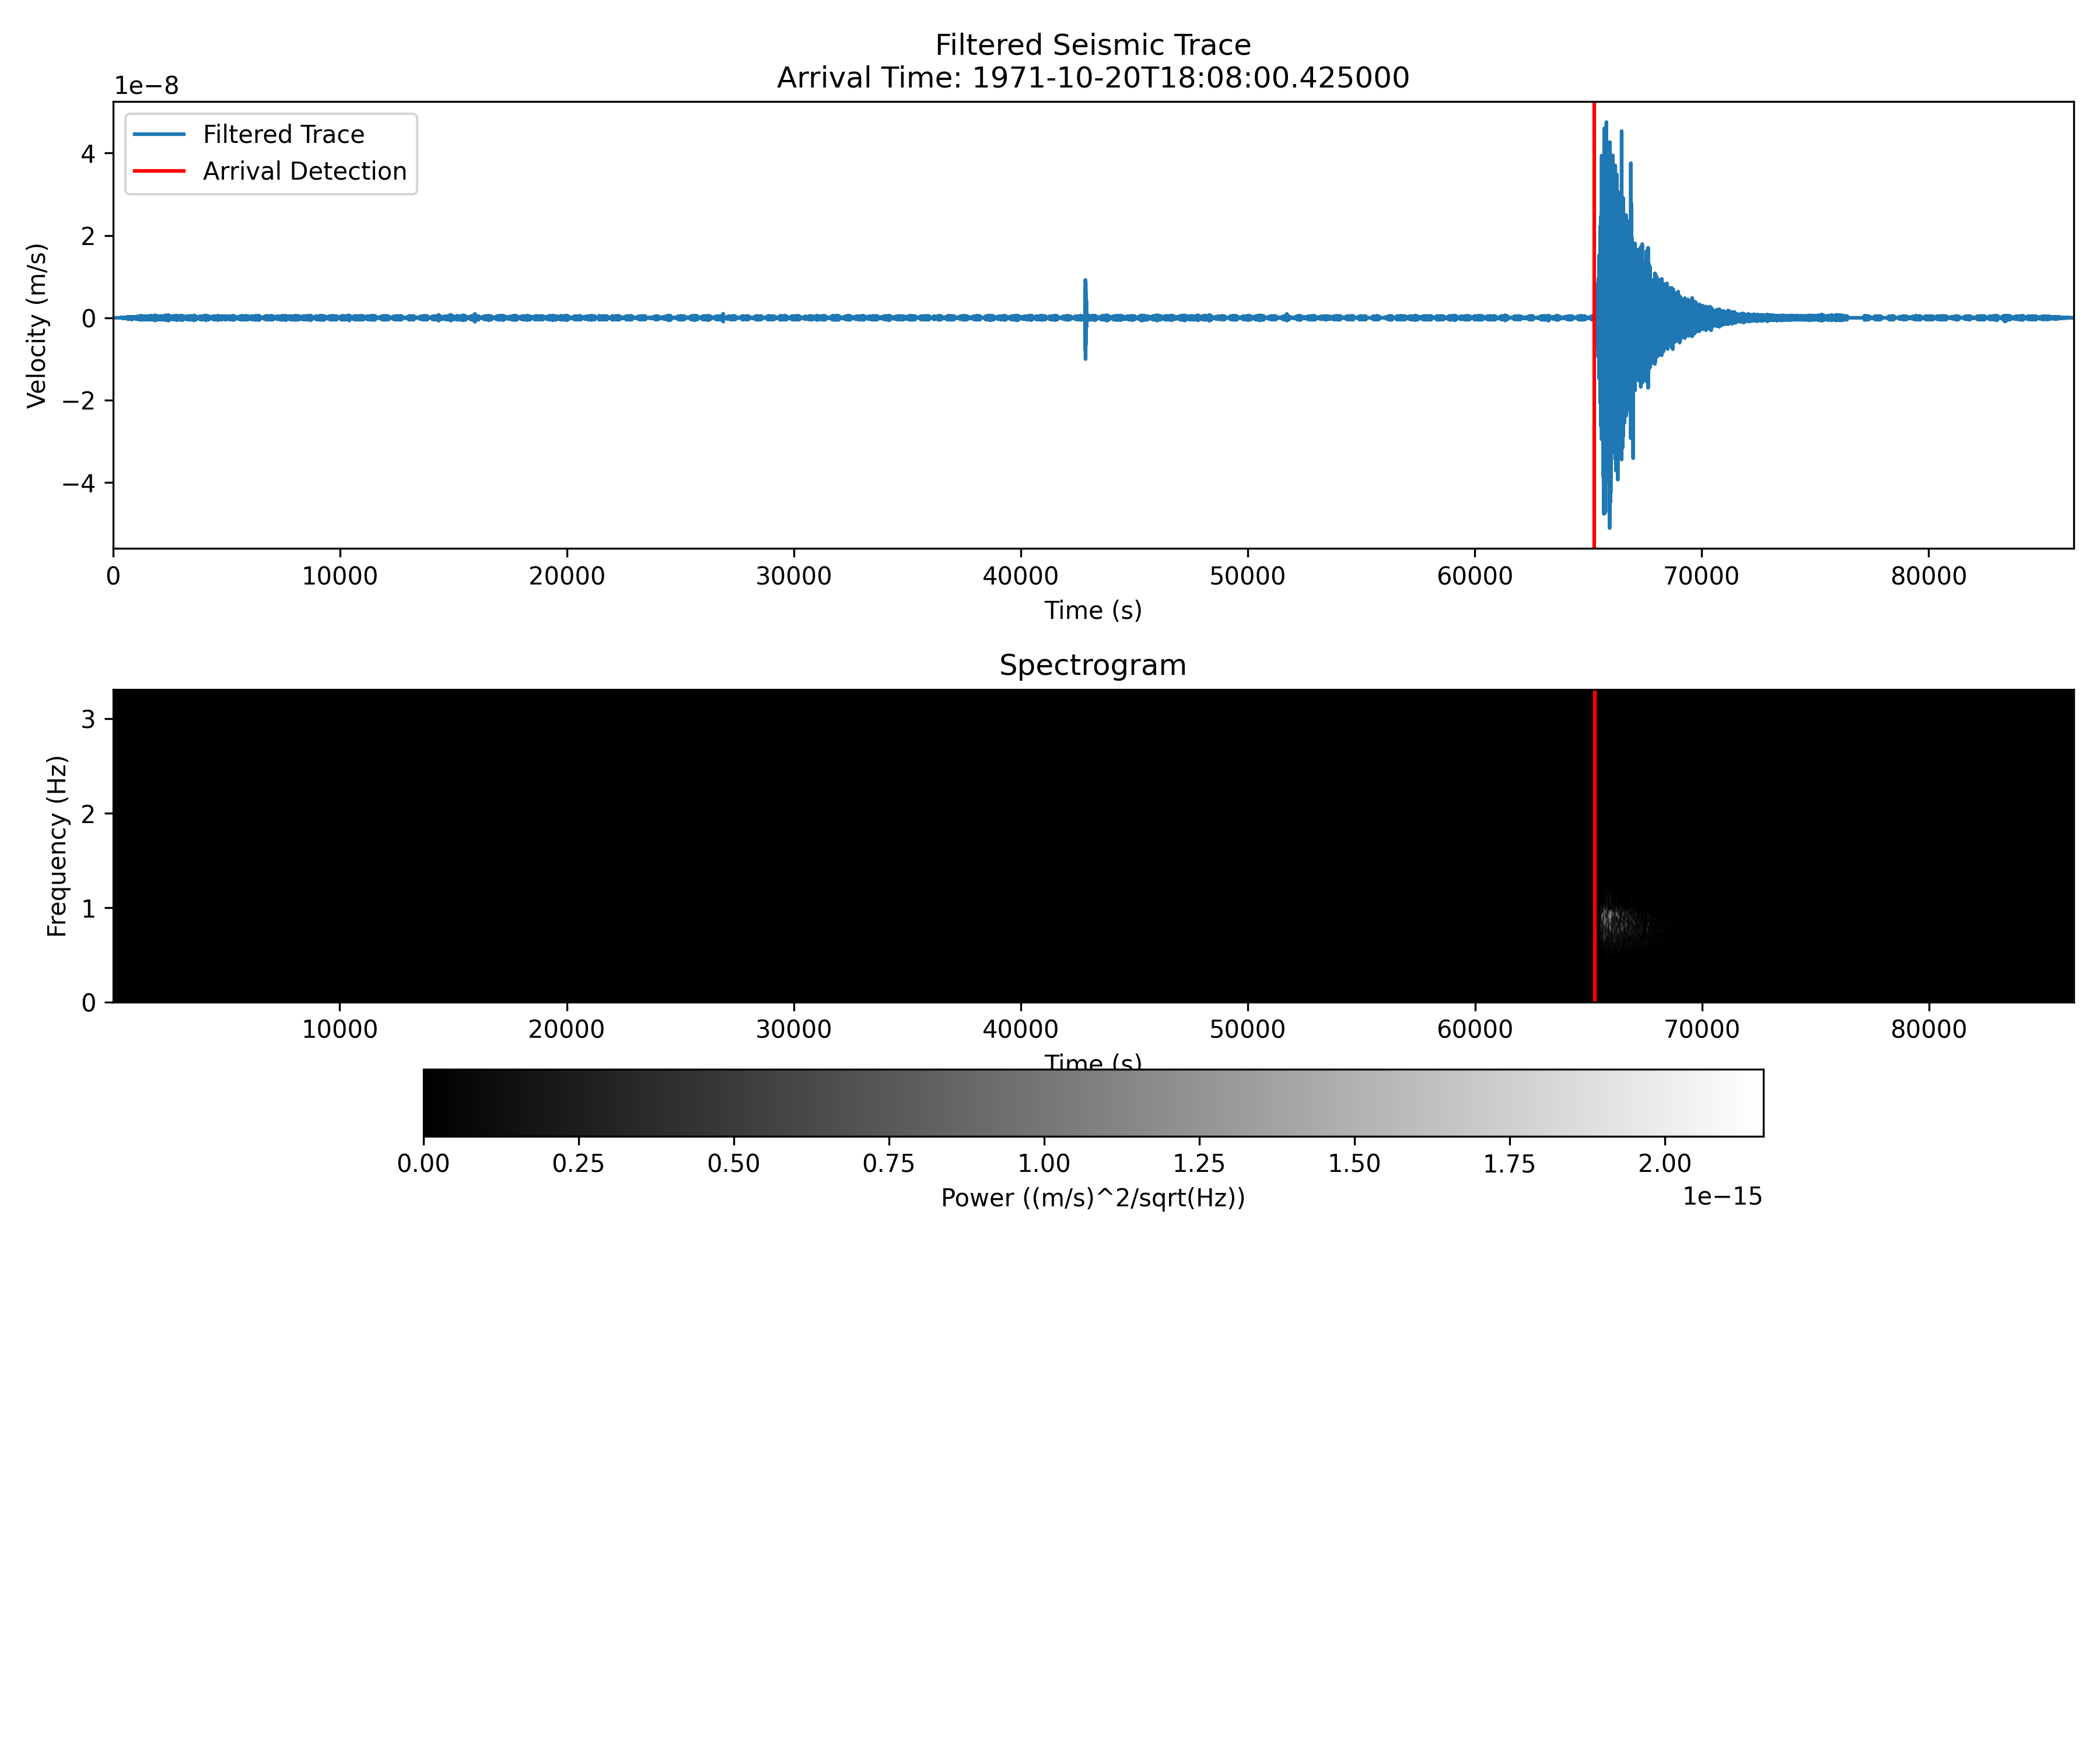 Filtered Seismic Trace
Arrival Time: 1971-10-20T18:08:00.425000
1e−8
Filtered Trace
Arrival Detection
4
2
0
−2
−4
Velocity (m/s)
0 10000 20000 30000 40000 50000 60000 70000 80000
Time (s)
Spectrogram
3
2
1
0
Frequency (Hz)
10000 20000 30000 40000 50000 60000 70000 80000
Time (s)
0.00 0.25 0.50 0.75 1.00 1.25 1.50 1.75 2.00
Power ((m/s)^2/sqrt(Hz))
1e−15